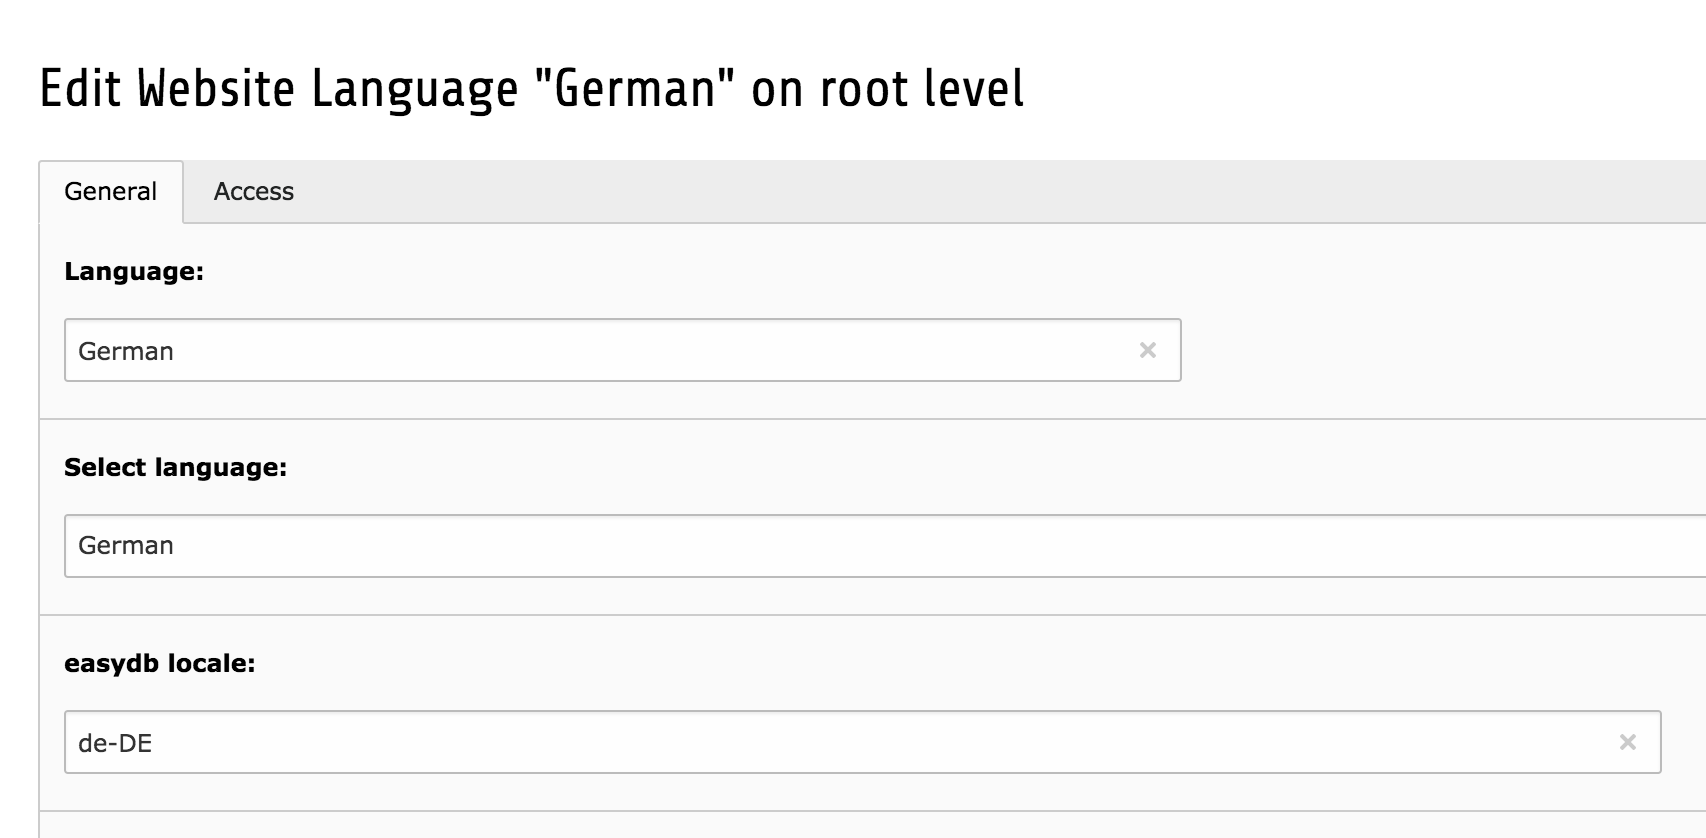 Edit Website Language "German" on root level
General Access
Language:
German
Select language:
German
easydb locale:
de-DE